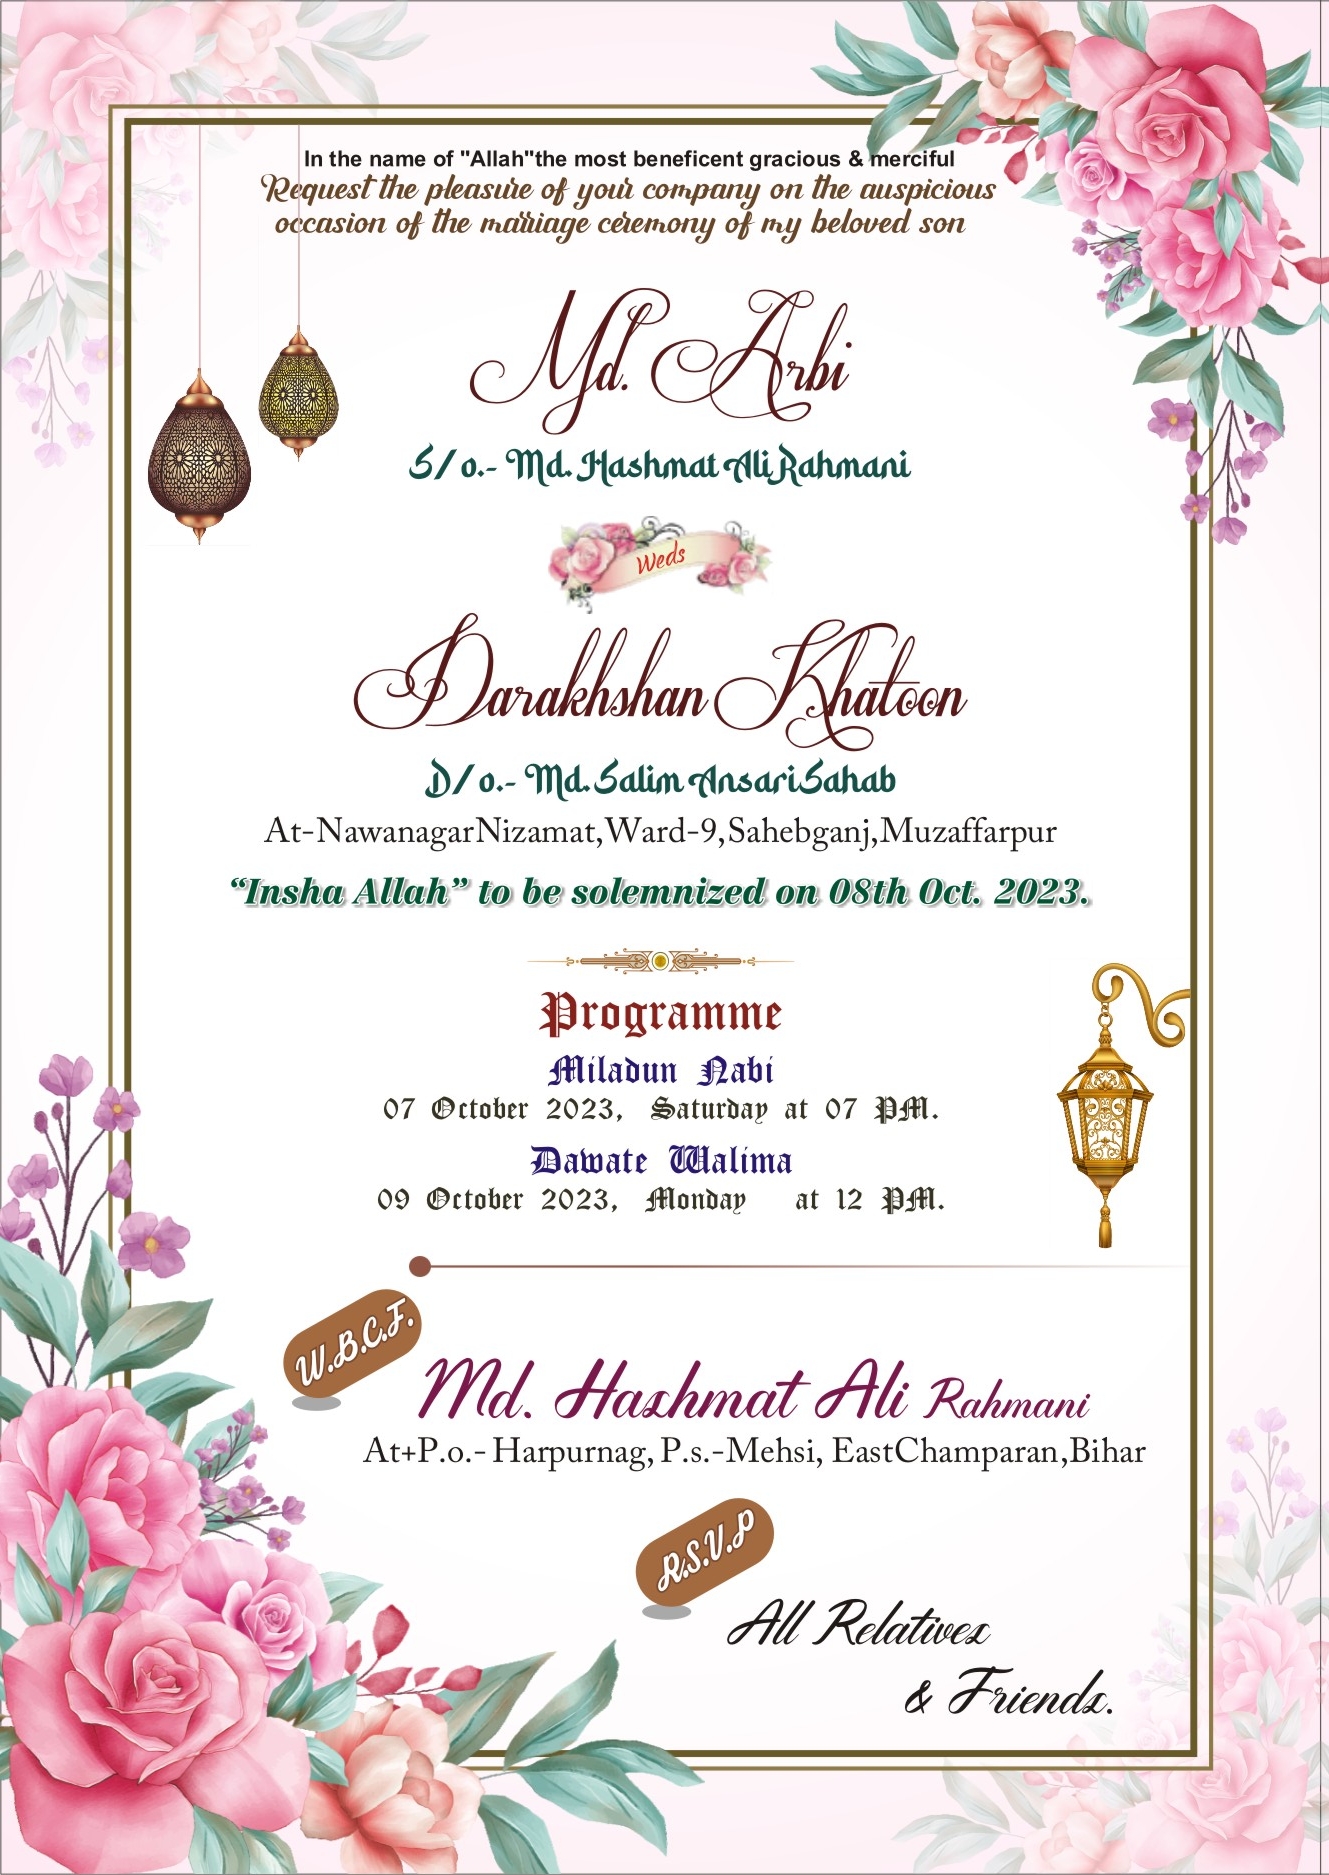 In the name of "Allah"the most beneficent gracious & merciful
Request the pleasure of your company on the auspicious
occasion of the marriage ceremony of my beloved son
Md. Arbi
S/o.- Md. Hashmat Ali Rahmani
Weds
Darakhshan Khatoon
D/o.- Md. Salim Ansari Sahab
At-Nawanagar Nizamat, Ward-9, Sahebganj, Muzaffarpur
“Insha Allah” to be solemnized on 08th Oct. 2023.
Programme
Miladun Nabi
07 October 2023, Saturday at 07 PM.
Dawate Walima
09 October 2023, Monday at 12 PM.
W.B.C.F.
Md. Hashmat Ali Rahmani
At+P.o.- Harpurnag, P.s.-Mehsi, East Champaran, Bihar
R.S.V.P
All Relatives
& Friends.